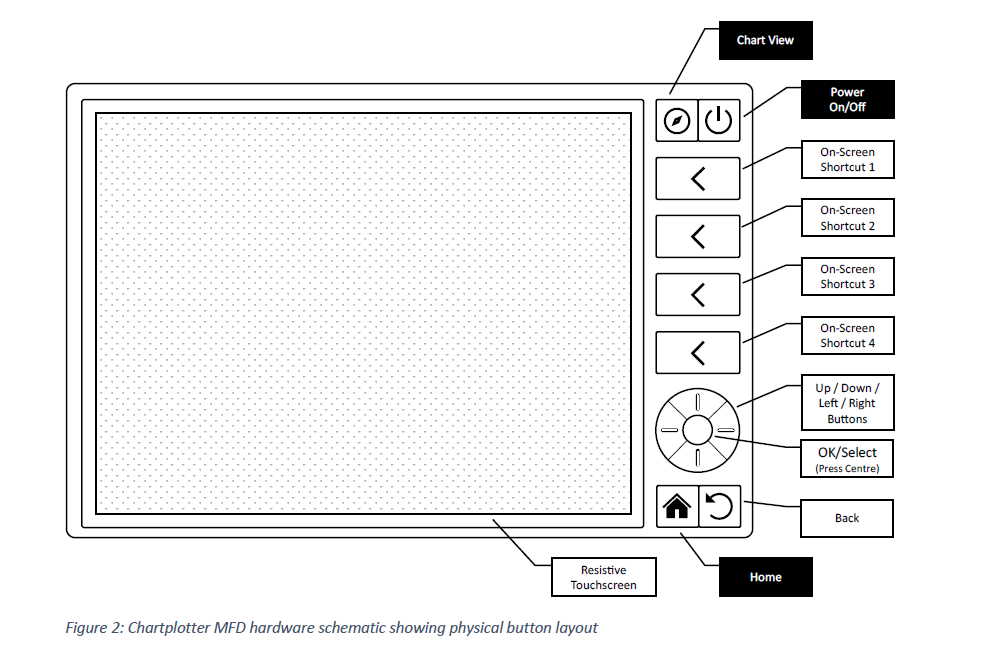 Chart View
Power
On/Off
On-Screen
Shortcut 1
On-Screen
Shortcut 2
On-Screen
Shortcut 3
On-Screen
Shortcut 4
Up / Down /
Left / Right
Buttons
OK/Select
(Press Centre)
Back
Resistive
Touchscreen
Home
Figure 2: Chartplotter MFD hardware schematic showing physical button layout